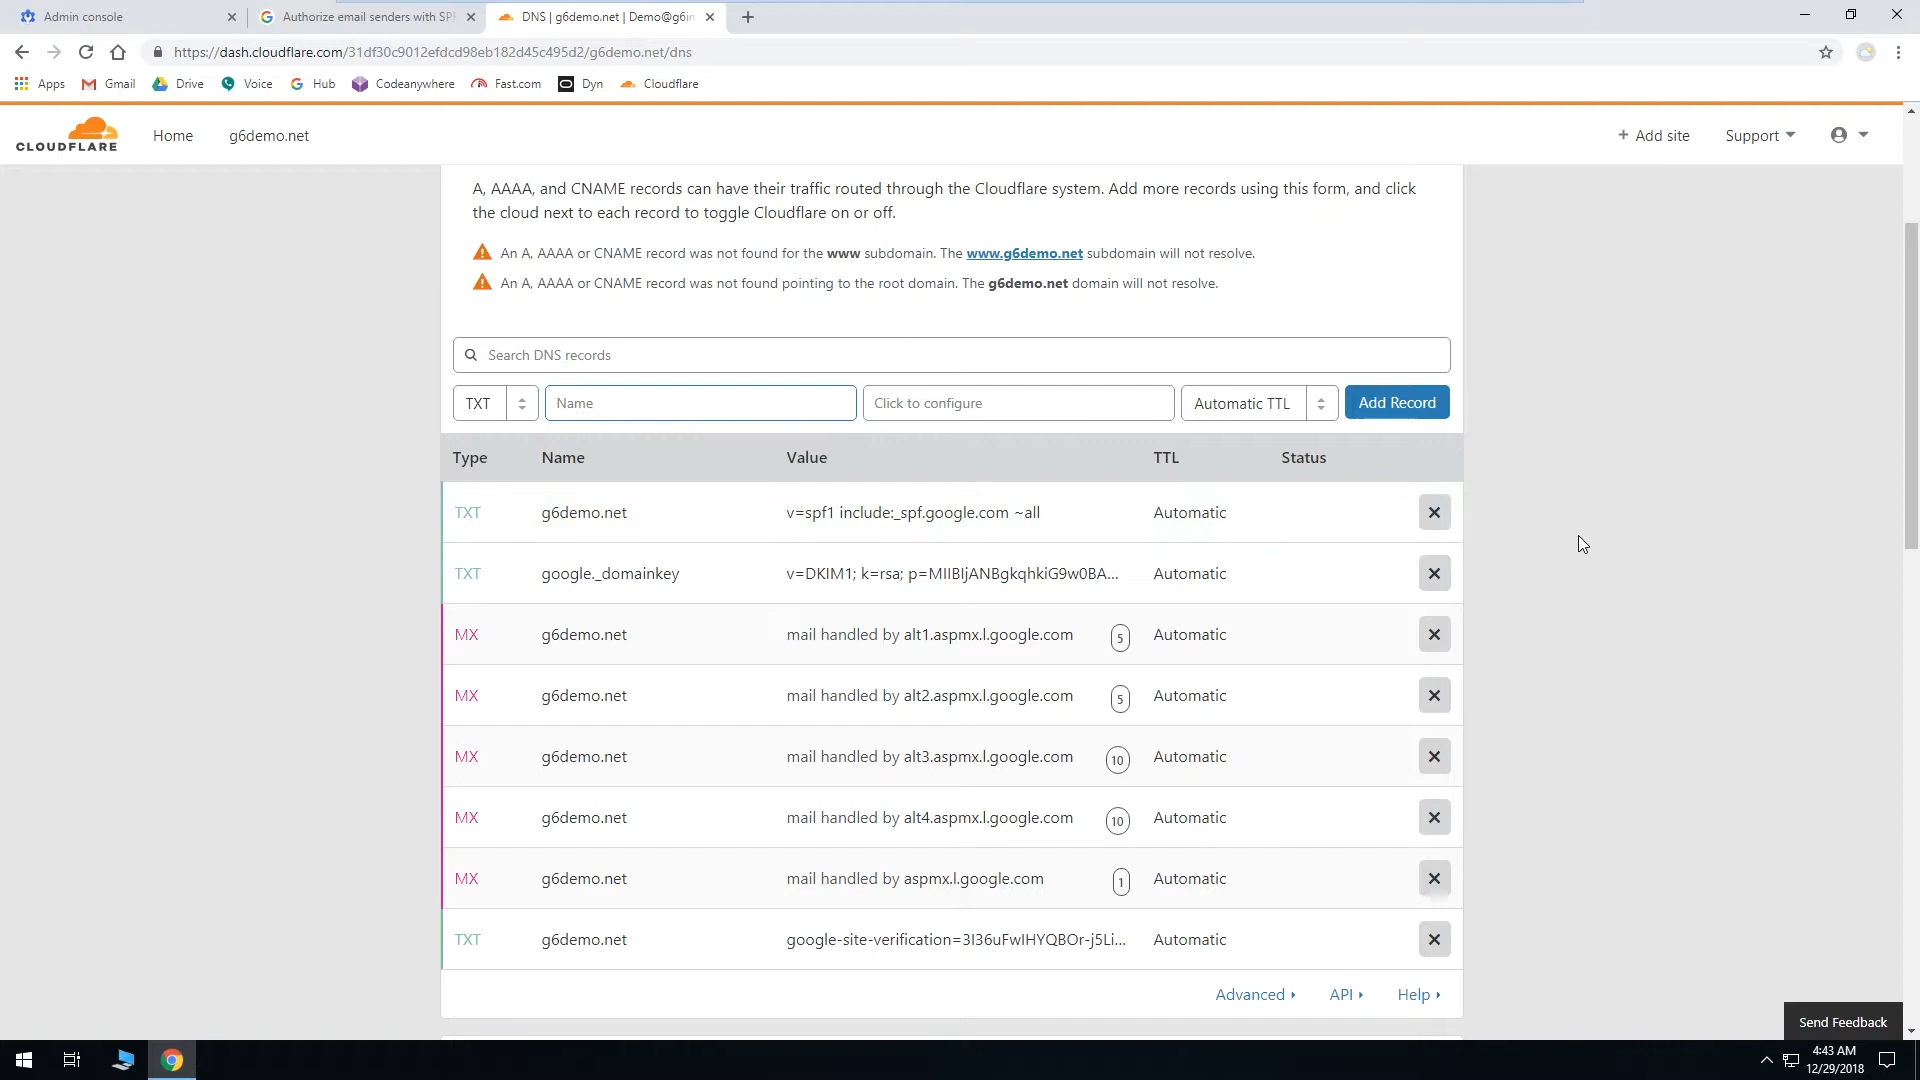 Admin console
Authorize email senders with SPF
DNS | g6demo.net | Demo@g6in
https://dash.cloudflare.com/31df30c9012efdcd98eb182d45c495d2/g6demo.net/dns
Apps
Gmail
Drive
Voice
Hub
Codeanywhere
Fast.com
Dyn
Cloudflare
CLOUDFLARE
Home
g6demo.net
+ Add site
Support
A, AAAA, and CNAME records can have their traffic routed through the Cloudflare system. Add more records using this form, and click
the cloud next to each record to toggle Cloudflare on or off.
An A, AAAA or CNAME record was not found for the www subdomain. The www.g6demo.net subdomain will not resolve.
An A, AAAA or CNAME record was not found pointing to the root domain. The g6demo.net domain will not resolve.
Search DNS records
TXT Name Click to configure Automatic TTL Add Record
Type Name Value TTL Status
TXT g6demo.net v=spf1 include:_spf.google.com ~all Automatic
TXT google._domainkey v=DKIM1; k=rsa; p=MIIBIjANBgkqhkiG9w0BA... Automatic
MX g6demo.net mail handled by alt1.aspmx.l.google.com 5 Automatic
MX g6demo.net mail handled by alt2.aspmx.l.google.com 5 Automatic
MX g6demo.net mail handled by alt3.aspmx.l.google.com 10 Automatic
MX g6demo.net mail handled by alt4.aspmx.l.google.com 10 Automatic
MX g6demo.net mail handled by aspmx.l.google.com 1 Automatic
TXT g6demo.net google-site-verification=3I36uFwIHYQBOr-j5Li... Automatic
Advanced
API
Help
Send Feedback
4:43 AM
12/29/2018